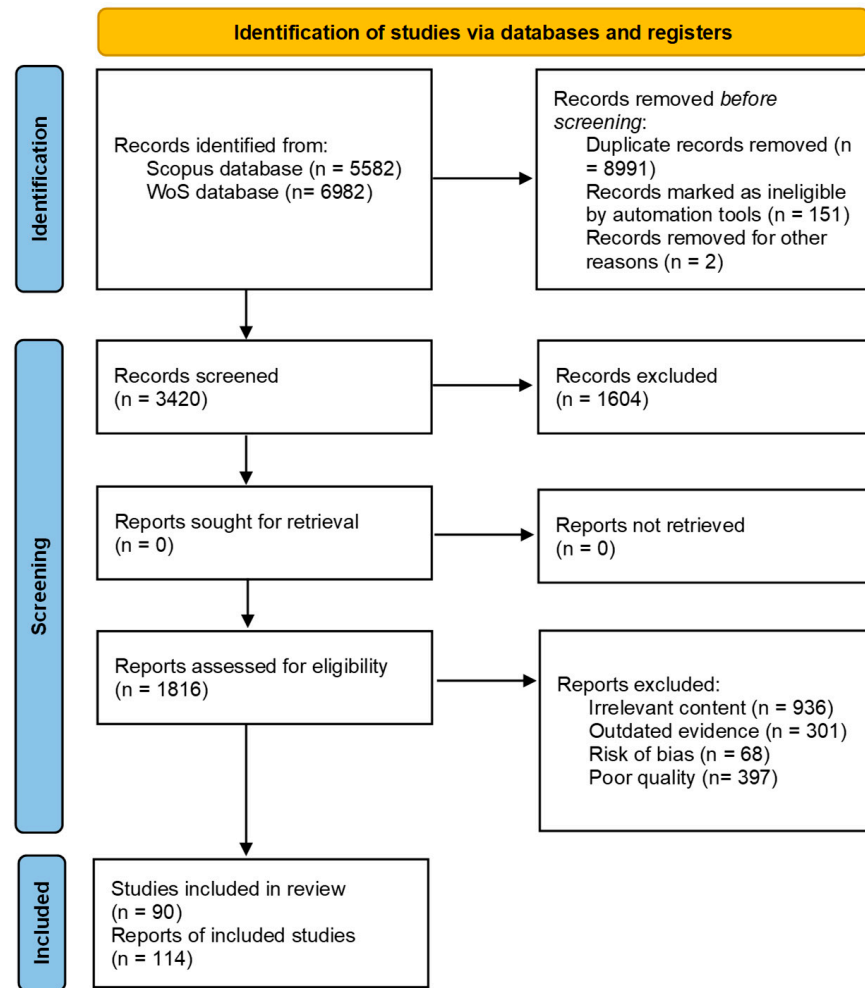 Identification of studies via databases and registers
Identification
Records identified from:
Scopus database (n = 5582)
WoS database (n= 6982)
Records removed before
screening:
Duplicate records removed (n
= 8991)
Records marked as ineligible
by automation tools (n = 151)
Records removed for other
reasons (n = 2)
Screening
Records screened
(n = 3420)
Records excluded
(n = 1604)
Reports sought for retrieval
(n = 0)
Reports not retrieved
(n = 0)
Reports assessed for eligibility
(n = 1816)
Reports excluded:
Irrelevant content (n = 936)
Outdated evidence (n = 301)
Risk of bias (n = 68)
Poor quality (n= 397)
Included
Studies included in review
(n = 90)
Reports of included studies
(n = 114)